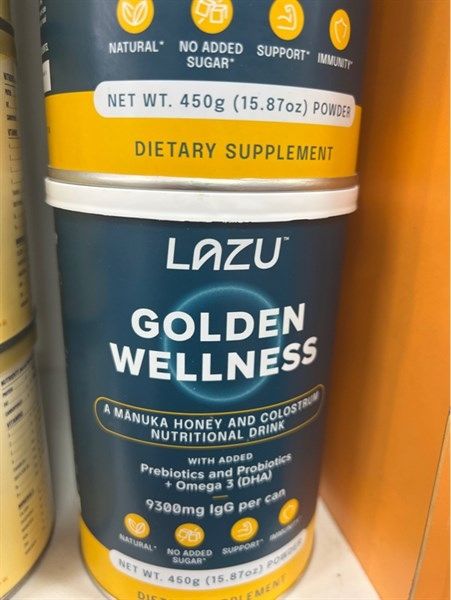 NATURAL*
NO ADDED
SUGAR*
SUPPORT*
IMMUNITY*
NET WT. 450g (15.87oz) POWDER
DIETARY SUPPLEMENT
LAZU™
GOLDEN
WELLNESS
A MĀNUKA HONEY AND COLOSTRUM
NUTRITIONAL DRINK
WITH ADDED
Prebiotics and Probiotics
+ Omega 3 (DHA)
9300mg IgG per can
NATURAL*
NO ADDED
SUGAR*
SUPPORT*
IMMUNITY*
NET WT. 450g (15.87oz) POWDER
DIETARY SUPPLEMENT